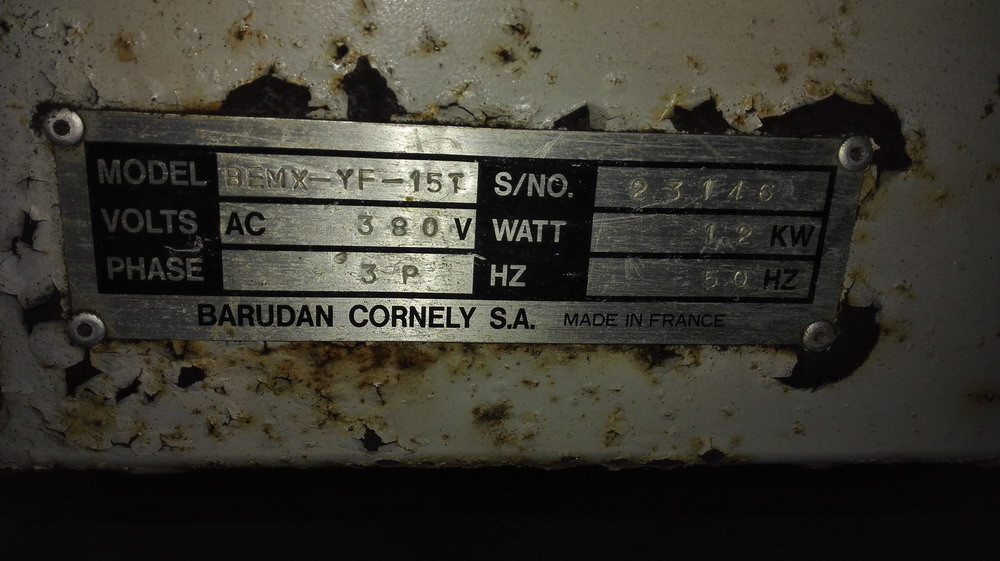 MODEL BEMX-YF-15T S/NO. 23146
VOLTS AC 380 V WATT 1.2 KW
PHASE 3 P HZ 50 HZ
BARUDAN CORNELY S.A. MADE IN FRANCE